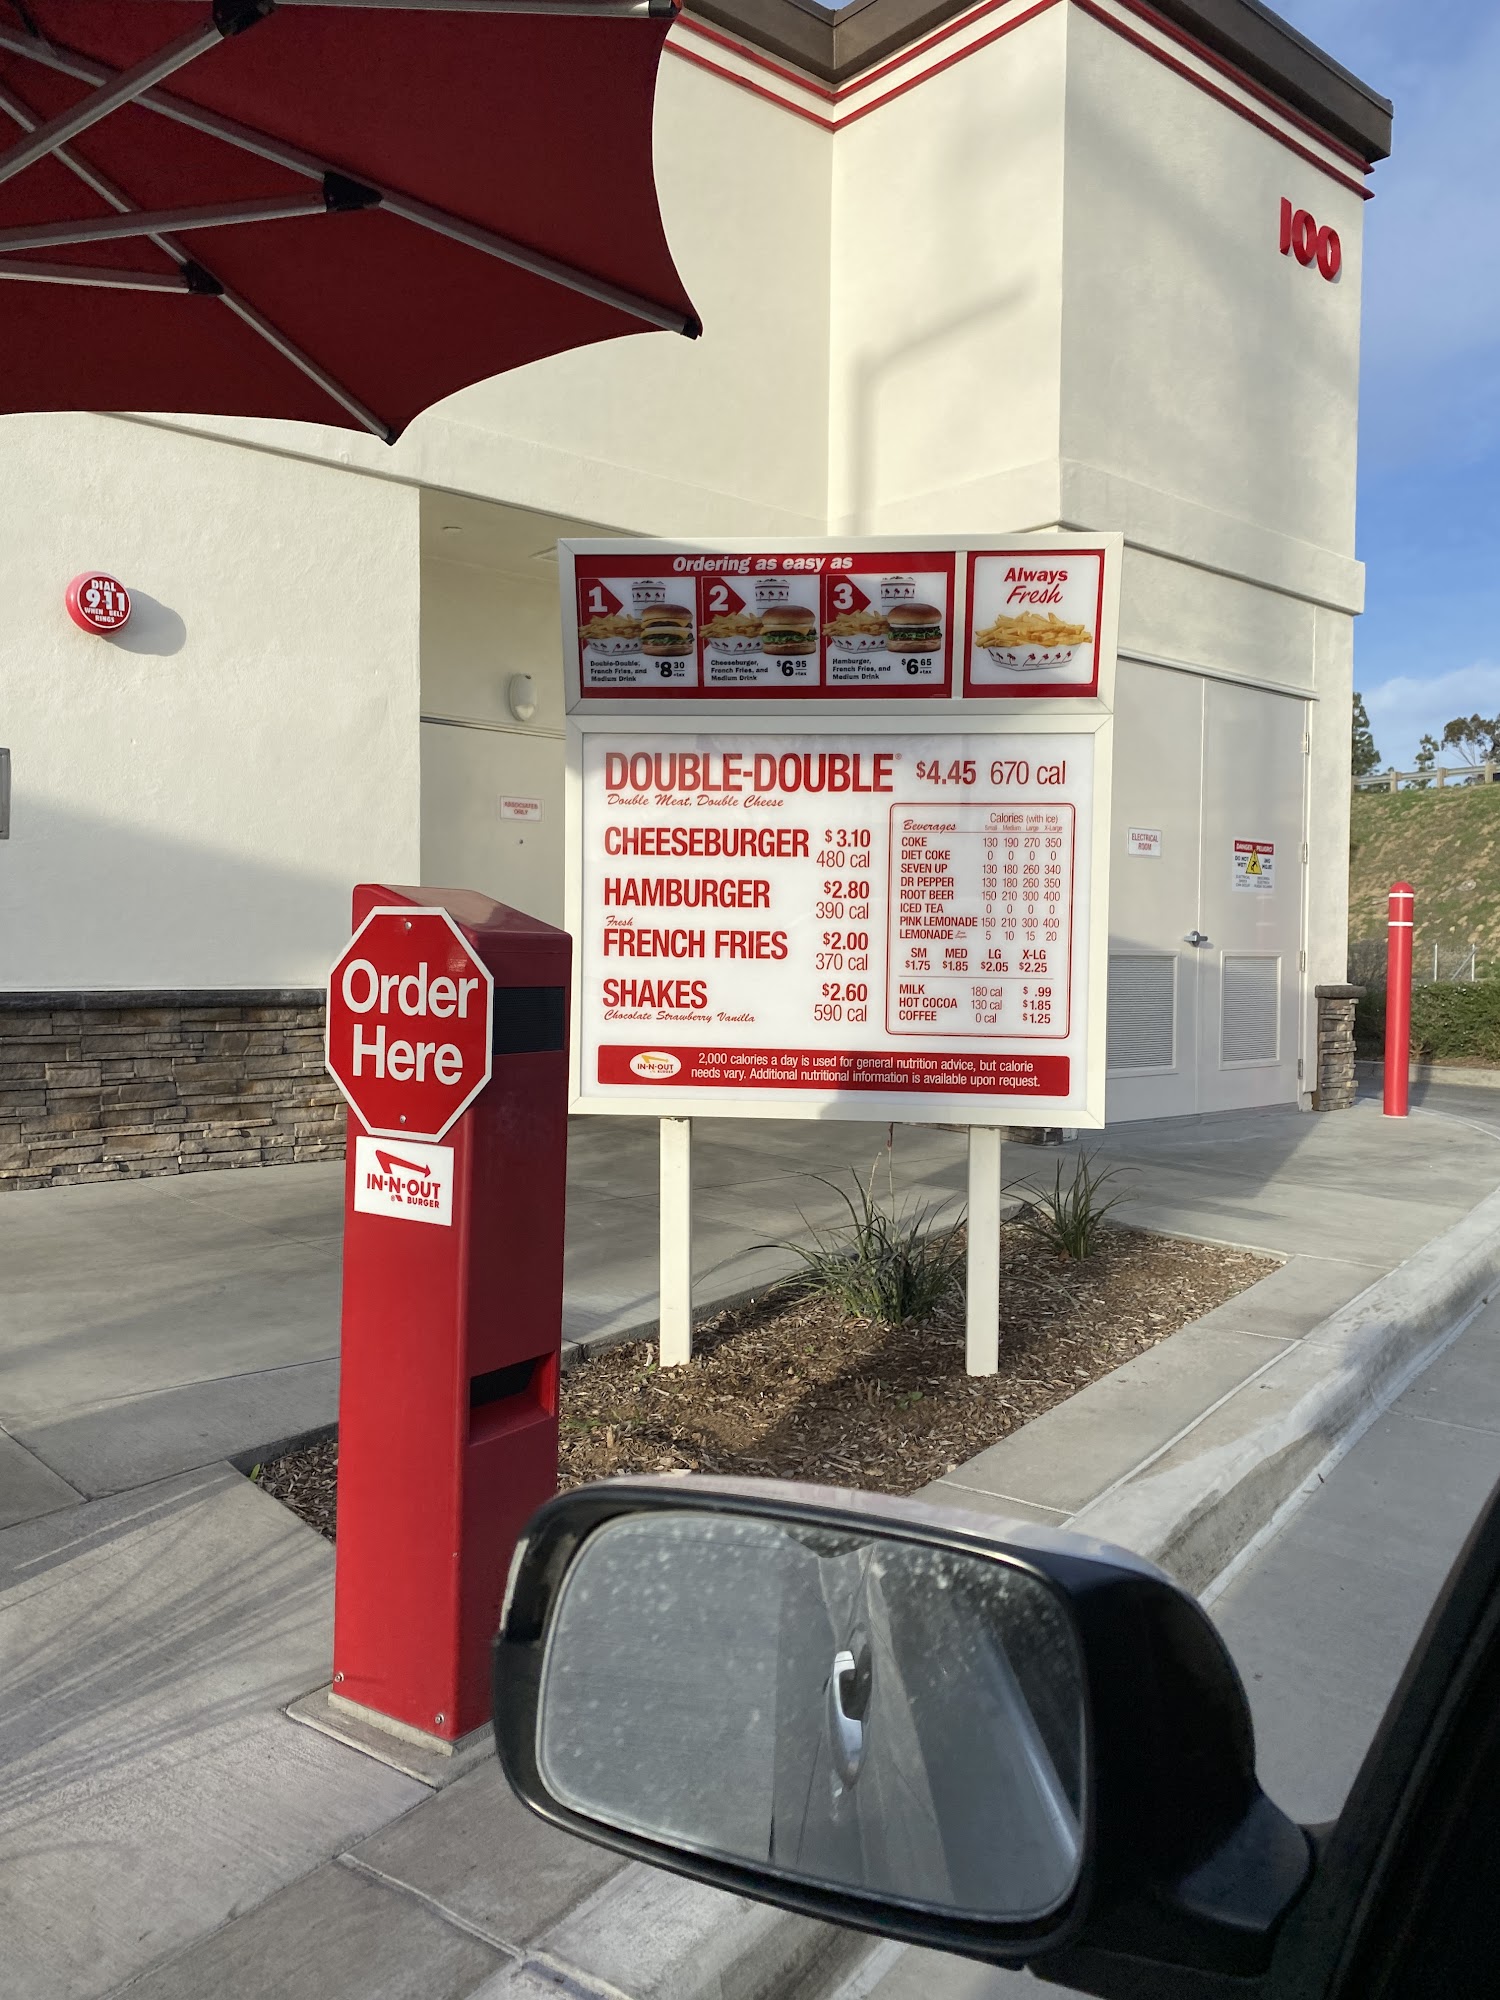 100
DIAL
911
WHEN BELL
RINGS
Ordering as easy as
1
Double-Double,
French Fries, and
Medium Drink
$8 30
+tax
2
Cheeseburger,
French Fries, and
Medium Drink
$6 95
+tax
3
Hamburger,
French Fries, and
Medium Drink
$6 65
+tax
Always
Fresh
DOUBLE-DOUBLE® $4.45 670 cal
Double Meat, Double Cheese
CHEESEBURGER $3.10
480 cal
HAMBURGER $2.80
390 cal
Fresh
FRENCH FRIES $2.00
370 cal
SHAKES $2.60
Chocolate Strawberry Vanilla 590 cal
Beverages Calories (with ice)
Small Medium Large X-Large
COKE 130 190 270 350
DIET COKE 0 0 0 0
SEVEN UP 130 180 260 340
DR PEPPER 130 180 260 350
ROOT BEER 150 210 300 400
ICED TEA 0 0 0 0
PINK LEMONADE 150 210 300 400
LEMONADE 5 10 15 20
SM MED LG X-LG
$1.75 $1.85 $2.05 $2.25
MILK 180 cal $ .99
HOT COCOA 130 cal $1.85
COFFEE 0 cal $1.25
IN-N-OUT
BURGER
2,000 calories a day is used for general nutrition advice, but calorie
needs vary. Additional nutritional information is available upon request.
ASSOCIATES
ONLY
ELECTRICAL
ROOM
DANGER PELIGRO
Order
Here
IN-N-OUT
BURGER